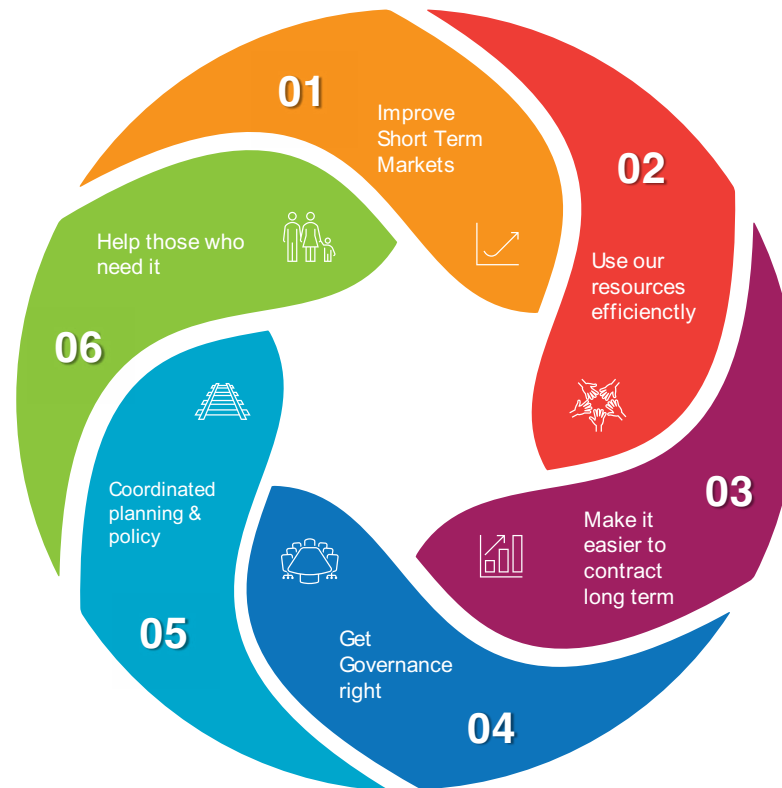 01
Improve
Short Term
Markets
02
Use our
resources
efficienctly
03
Make it
easier to
contract
long term
04
Get
Governance
right
05
Coordinated
planning &
policy
06
Help those who
need it